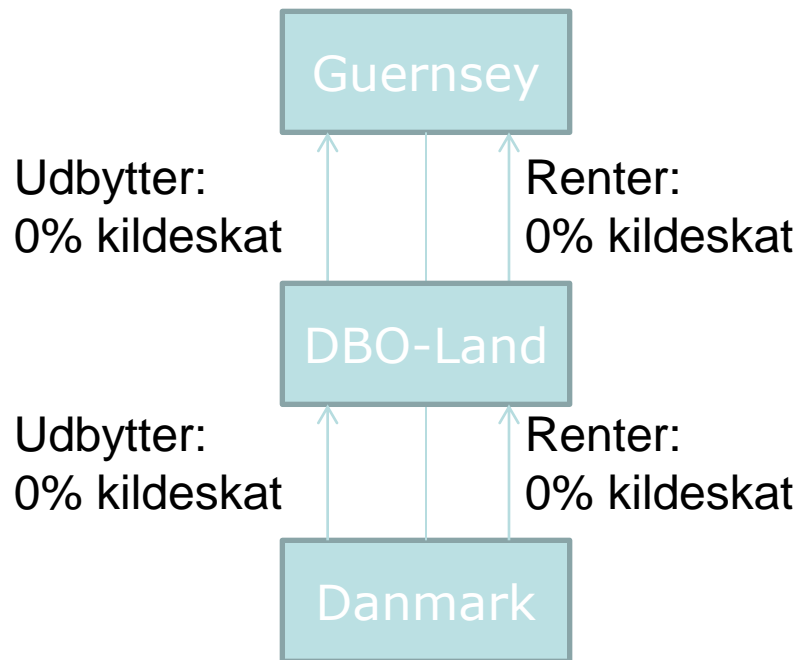 Guernsey
Udbytter:
0% kildeskat
Renter:
0% kildeskat
DBO-Land
Udbytter:
0% kildeskat
Renter:
0% kildeskat
Danmark